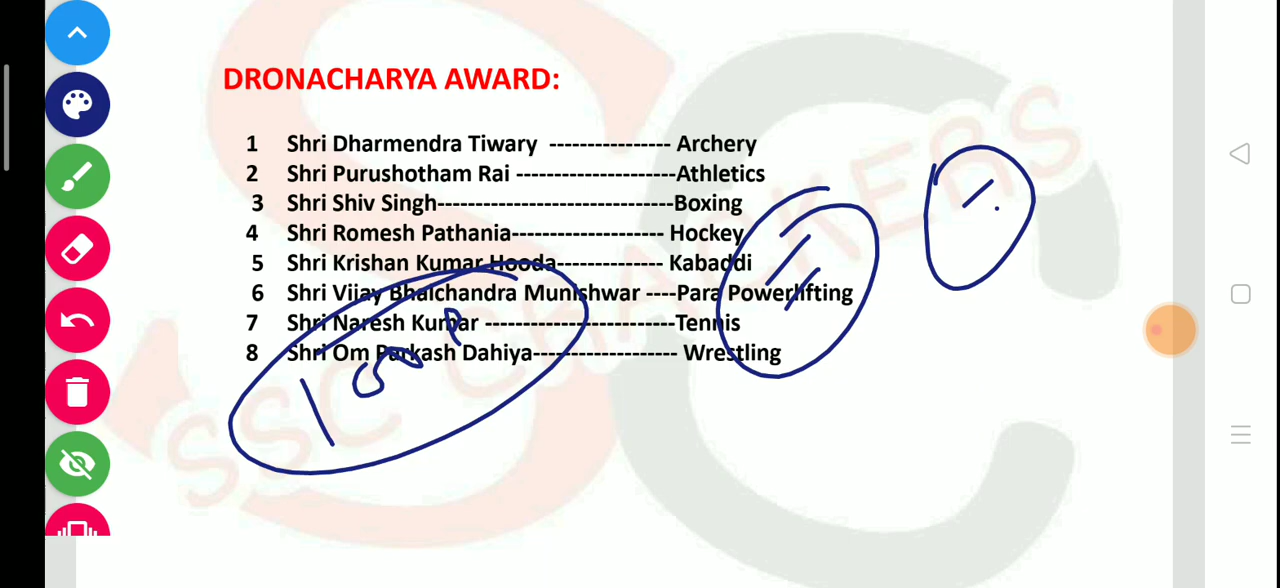 DRONACHARYA AWARD:
1 Shri Dharmendra Tiwary ---------------- Archery
2 Shri Purushotham Rai ---------------------Athletics
3 Shri Shiv Singh------------------------------Boxing
4 Shri Romesh Pathania-------------------- Hockey
5 Shri Krishan Kumar Hooda------------- Kabaddi
6 Shri Vijay Bhalchandra Munishwar ----Para Powerlifting
7 Shri Naresh Kumar -------------------------Tennis
8 Shri Om Parkash Dahiya------------------- Wrestling
SSC CRACKERS